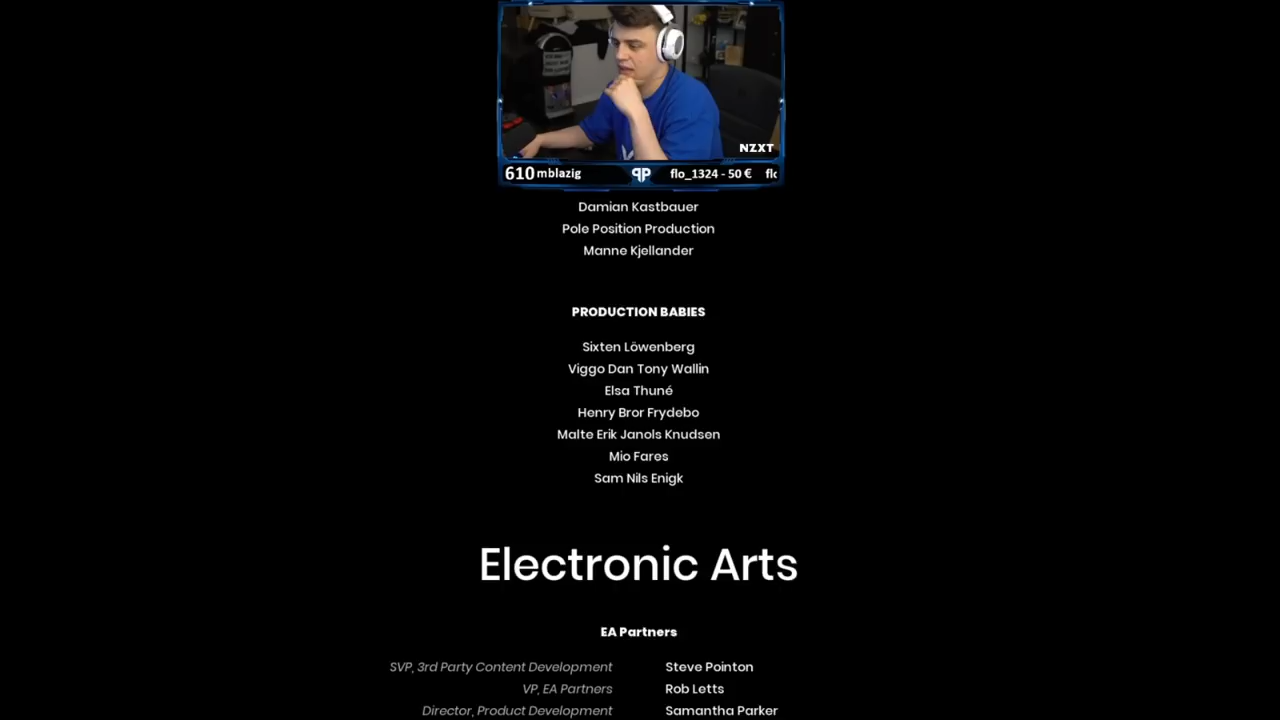 NZXT
610 mblazig
flo_1324 - 50 €
flo
Damian Kastbauer
Pole Position Production
Manne Kjellander
PRODUCTION BABIES
Sixten Löwenberg
Viggo Dan Tony Wallin
Elsa Thuné
Henry Bror Frydebo
Malte Erik Janols Knudsen
Mio Fares
Sam Nils Enigk
Electronic Arts
EA Partners
SVP, 3rd Party Content Development Steve Pointon
VP, EA Partners Rob Letts
Director, Product Development Samantha Parker